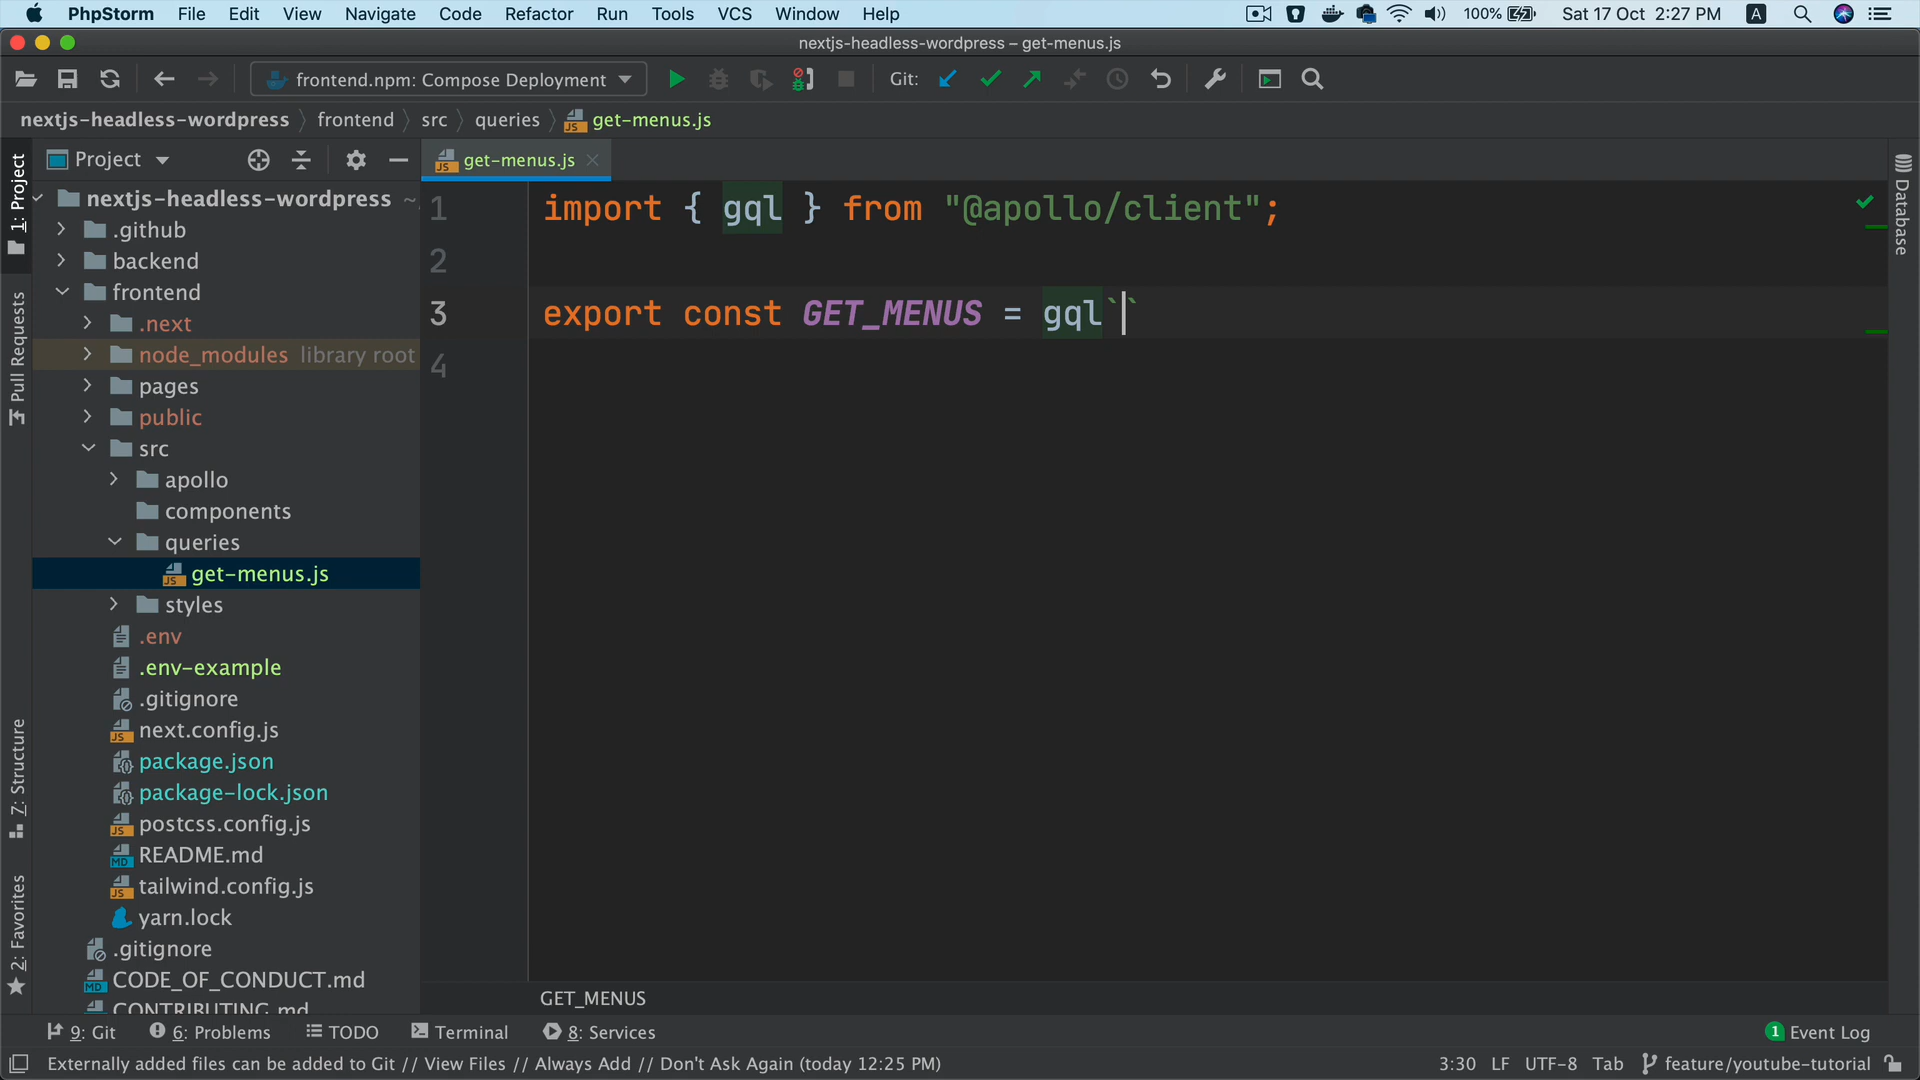 PhpStorm File Edit View Navigate Code Refactor Run Tools VCS Window Help 100% Sat 17 Oct 2:27 PM A
nextjs-headless-wordpress – get-menus.js
frontend.npm: Compose Deployment Git:
nextjs-headless-wordpress frontend src queries get-menus.js
Project
get-menus.js
1: Project
Pull Requests
Z: Structure
2: Favorites
nextjs-headless-wordpress ~
.github
backend
frontend
.next
node_modules library root
pages
public
src
apollo
components
queries
get-menus.js
styles
.env
.env-example
.gitignore
next.config.js
package.json
package-lock.json
postcss.config.js
README.md
tailwind.config.js
yarn.lock
.gitignore
CODE_OF_CONDUCT.md
CONTRIBUTING.md
1 import { gql } from "@apollo/client";
2
3 export const GET_MENUS = gql``
4
Database
GET_MENUS
9: Git 6: Problems TODO Terminal 8: Services 1 Event Log
Externally added files can be added to Git // View Files // Always Add // Don't Ask Again (today 12:25 PM) 3:30 LF UTF-8 Tab feature/youtube-tutorial